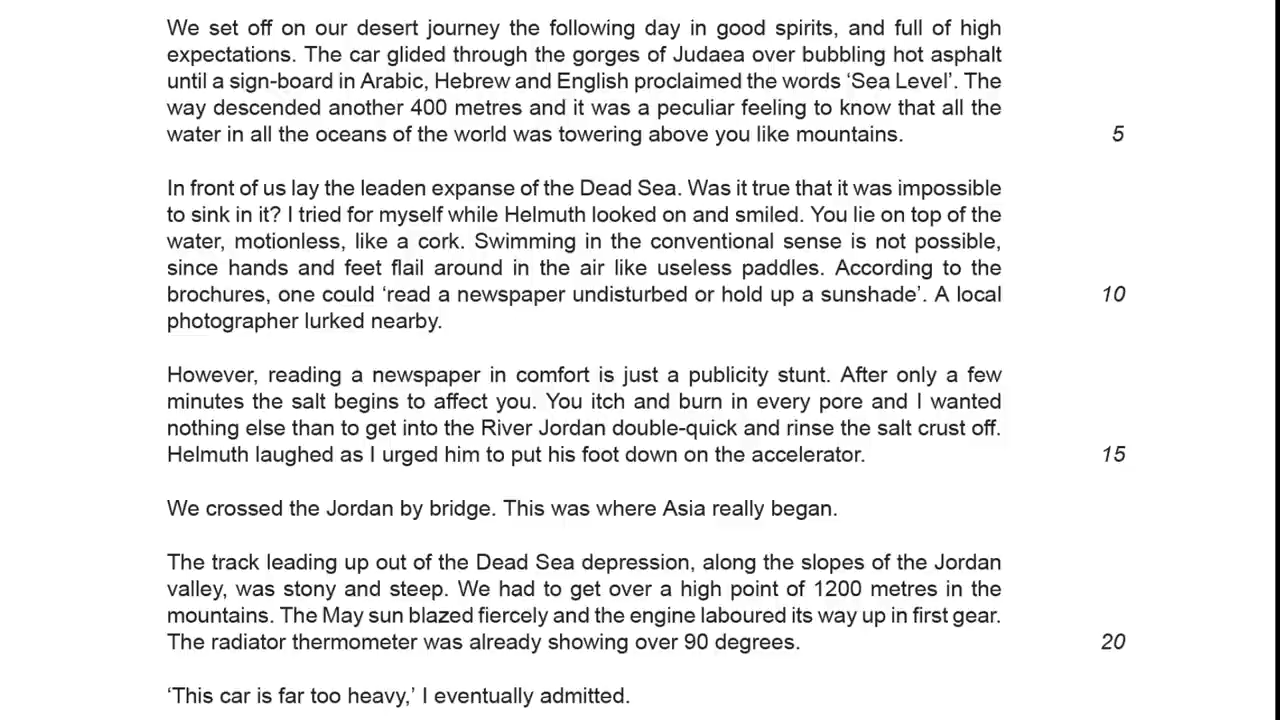 We set off on our desert journey the following day in good spirits, and full of high
expectations. The car glided through the gorges of Judaea over bubbling hot asphalt
until a sign-board in Arabic, Hebrew and English proclaimed the words ‘Sea Level’. The
way descended another 400 metres and it was a peculiar feeling to know that all the
water in all the oceans of the world was towering above you like mountains. 5
In front of us lay the leaden expanse of the Dead Sea. Was it true that it was impossible
to sink in it? I tried for myself while Helmuth looked on and smiled. You lie on top of the
water, motionless, like a cork. Swimming in the conventional sense is not possible,
since hands and feet flail around in the air like useless paddles. According to the
brochures, one could ‘read a newspaper undisturbed or hold up a sunshade’. A local 10
photographer lurked nearby.
However, reading a newspaper in comfort is just a publicity stunt. After only a few
minutes the salt begins to affect you. You itch and burn in every pore and I wanted
nothing else than to get into the River Jordan double-quick and rinse the salt crust off.
Helmuth laughed as I urged him to put his foot down on the accelerator. 15
We crossed the Jordan by bridge. This was where Asia really began.
The track leading up out of the Dead Sea depression, along the slopes of the Jordan
valley, was stony and steep. We had to get over a high point of 1200 metres in the
mountains. The May sun blazed fiercely and the engine laboured its way up in first gear.
The radiator thermometer was already showing over 90 degrees. 20
‘This car is far too heavy,’ I eventually admitted.